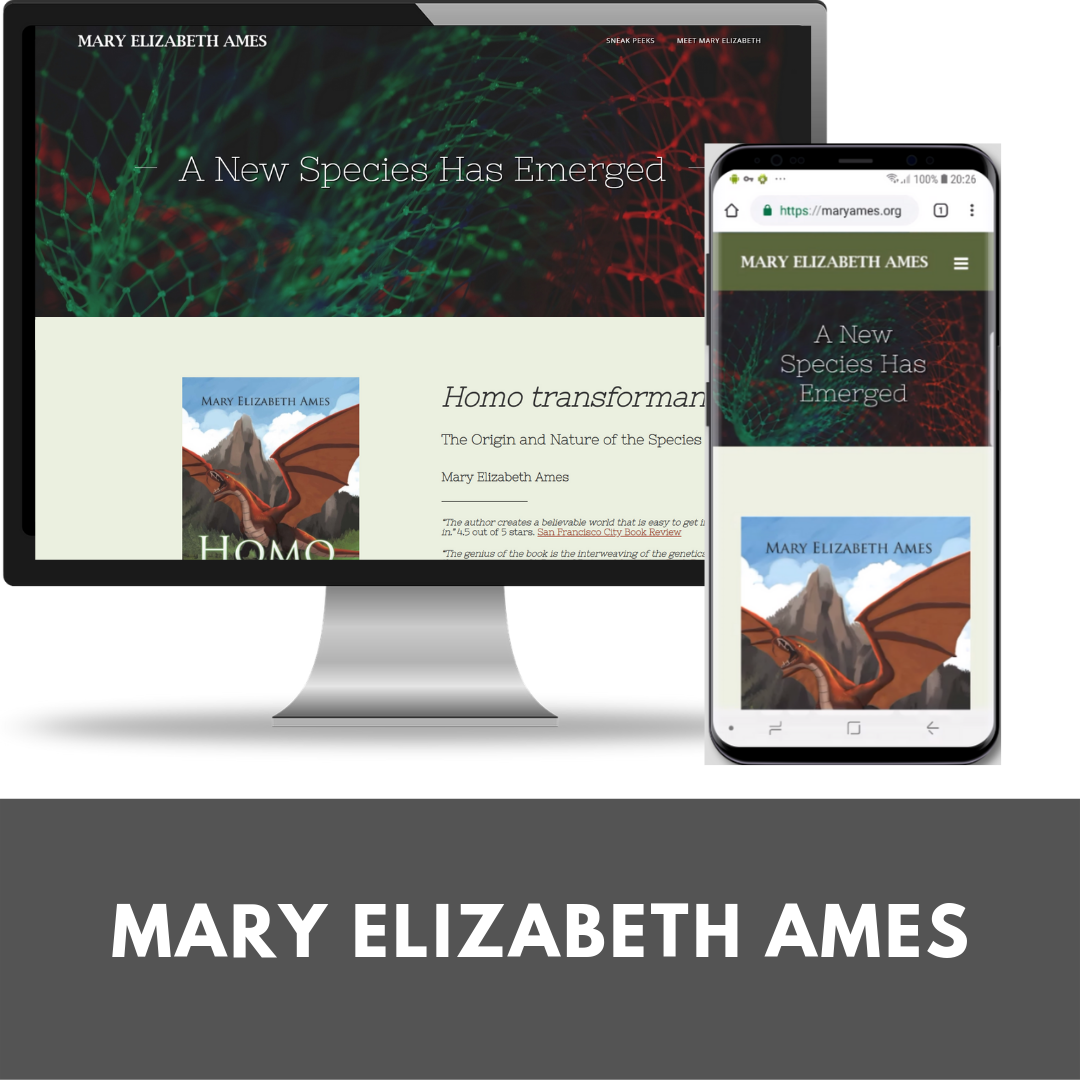 MARY ELIZABETH AMES
SNEAK PEEKS
MEET MARY ELIZABETH
A New Species Has Emerged
MARY ELIZABETH AMES
HOMO
Homo transforman
The Origin and Nature of the Species
Mary Elizabeth Ames
"The author creates a believable world that is easy to get i
in." 4.5 out of 5 stars. San Francisco City Book Review
"The genius of the book is the interweaving of the genetic
100% 20:26
https://maryames.org
1
MARY ELIZABETH AMES
A New
Species Has
Emerged
MARY ELIZABETH AMES
MARY ELIZABETH AMES